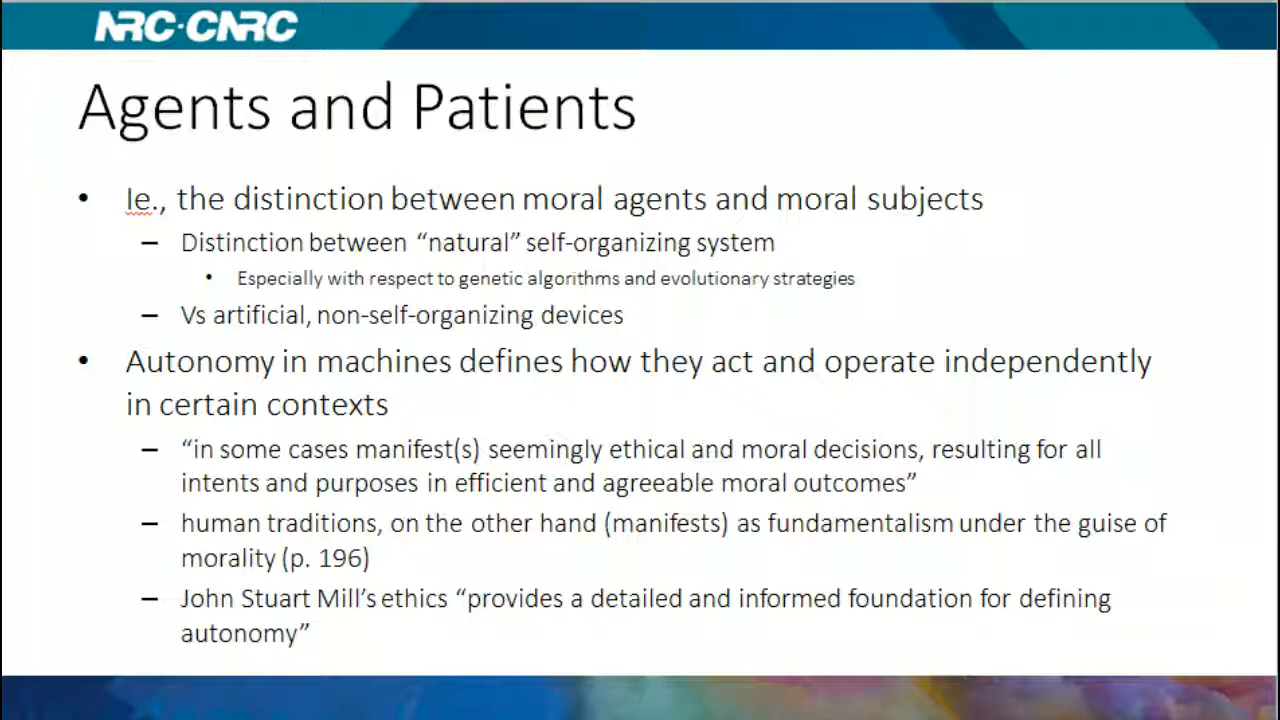 NRC·CNRC
Agents and Patients
• Ie., the distinction between moral agents and moral subjects
– Distinction between “natural” self-organizing system
• Especially with respect to genetic algorithms and evolutionary strategies
– Vs artificial, non-self-organizing devices
• Autonomy in machines defines how they act and operate independently
in certain contexts
– “in some cases manifest(s) seemingly ethical and moral decisions, resulting for all
intents and purposes in efficient and agreeable moral outcomes”
– human traditions, on the other hand (manifests) as fundamentalism under the guise of
morality (p. 196)
– John Stuart Mill’s ethics “provides a detailed and informed foundation for defining
autonomy”